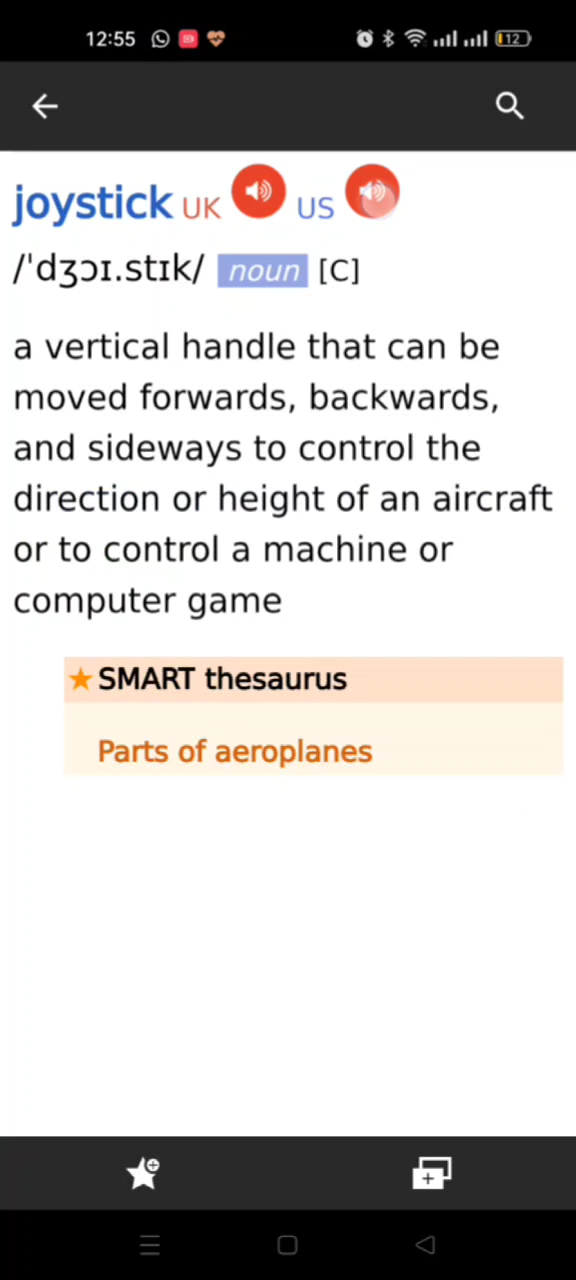 12:55 12
joystick UK US
/ˈdʒɔɪ.stɪk/ noun [C]
a vertical handle that can be
moved forwards, backwards,
and sideways to control the
direction or height of an aircraft
or to control a machine or
computer game
SMART thesaurus
Parts of aeroplanes